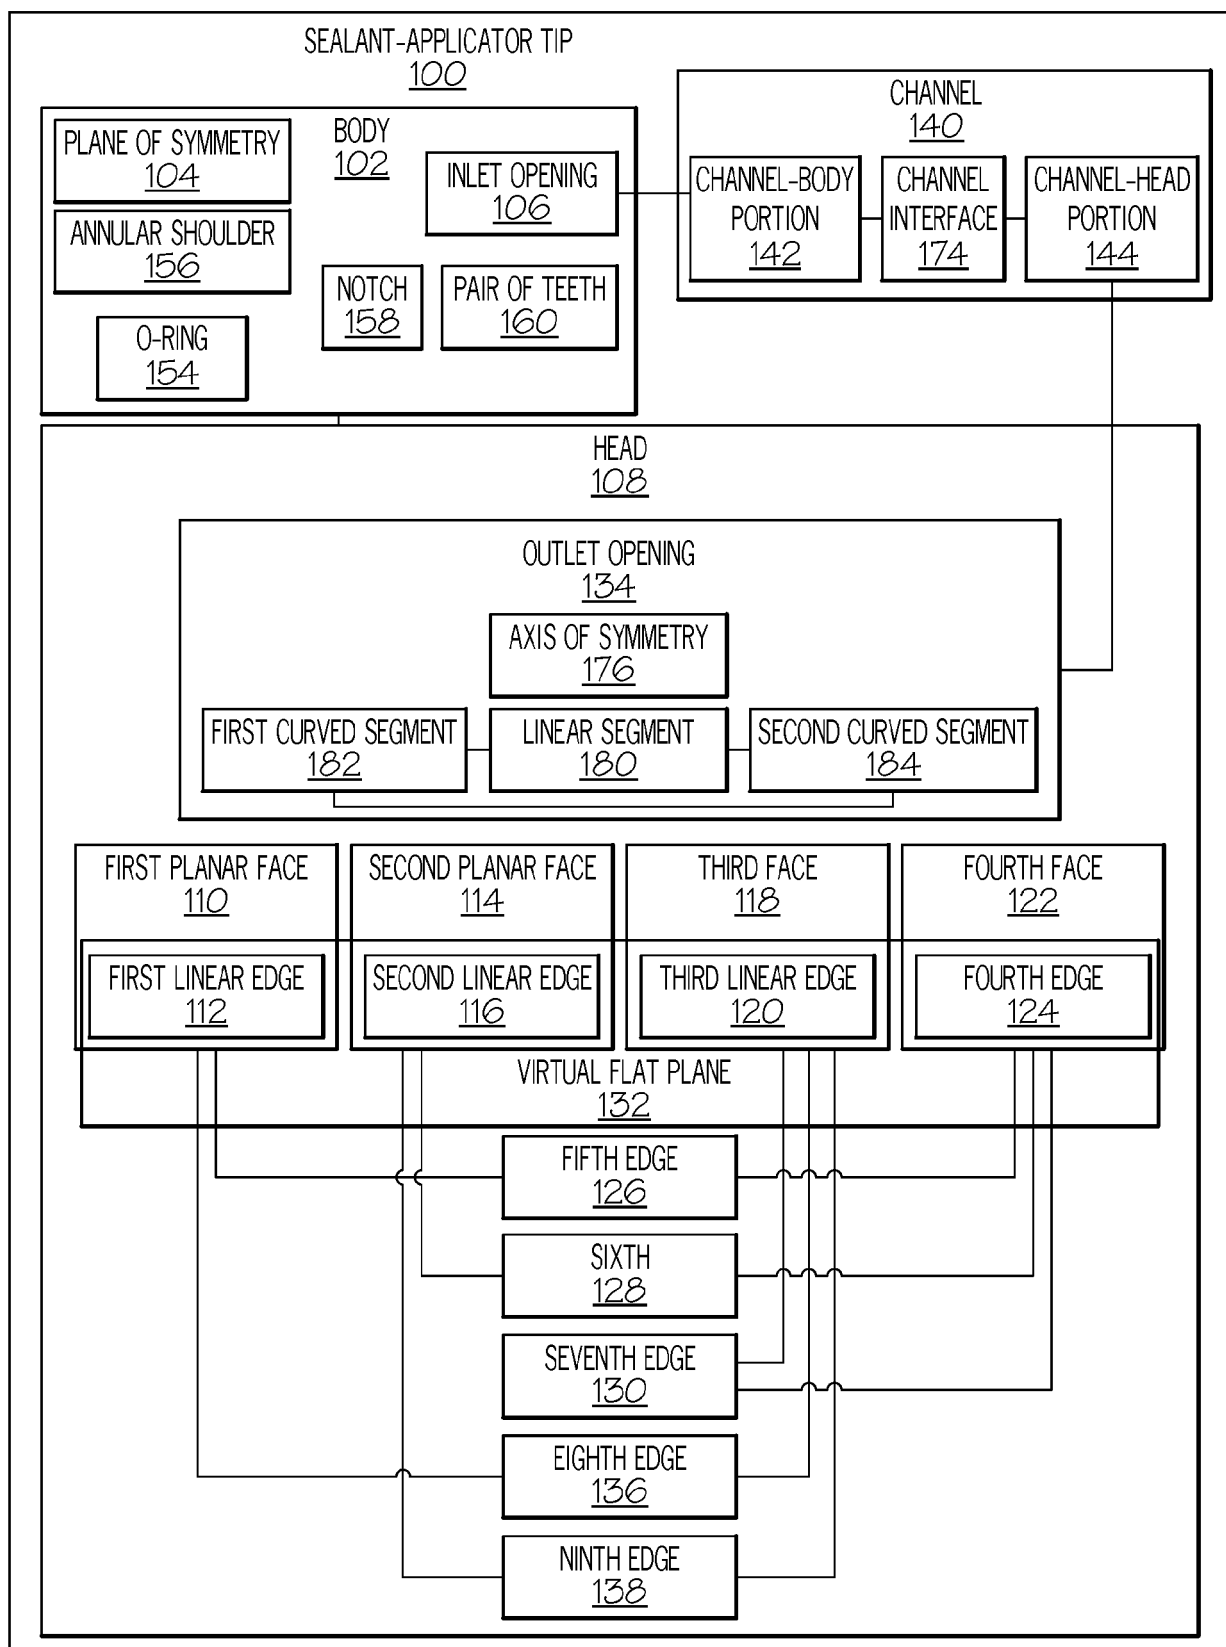 SEALANT-APPLICATOR TIP
100
BODY
102
PLANE OF SYMMETRY
104
ANNULAR SHOULDER
156
O-RING
154
INLET OPENING
106
NOTCH
158
PAIR OF TEETH
160
CHANNEL
140
CHANNEL-BODY
PORTION
142
CHANNEL
INTERFACE
174
CHANNEL-HEAD
PORTION
144
HEAD
108
OUTLET OPENING
134
AXIS OF SYMMETRY
176
FIRST CURVED SEGMENT
182
LINEAR SEGMENT
180
SECOND CURVED SEGMENT
184
FIRST PLANAR FACE
110
FIRST LINEAR EDGE
112
SECOND PLANAR FACE
114
SECOND LINEAR EDGE
116
THIRD FACE
118
THIRD LINEAR EDGE
120
FOURTH FACE
122
FOURTH EDGE
124
VIRTUAL FLAT PLANE
132
FIFTH EDGE
126
SIXTH
128
SEVENTH EDGE
130
EIGHTH EDGE
136
NINTH EDGE
138